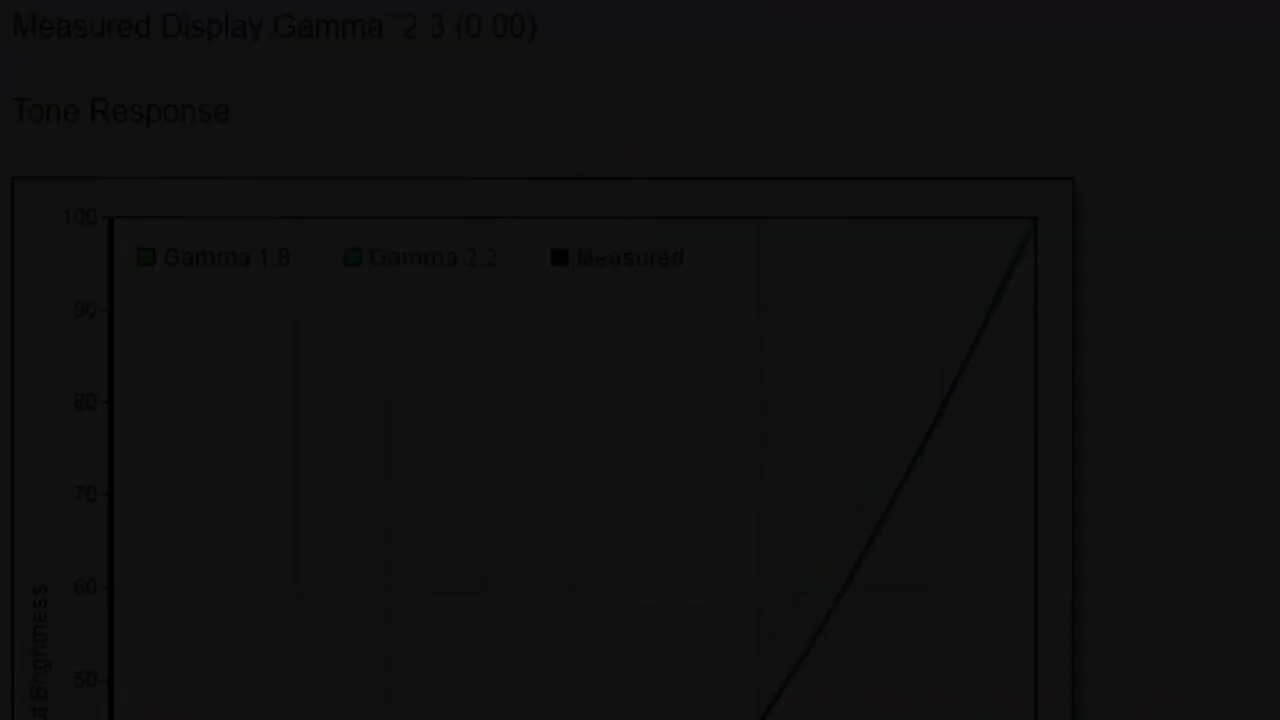 Measured Display Gamma 2.3 (0.00)
Tone Response
100
Gamma 1.8 Gamma 2.2 Measured
90
80
70
60
50
Brightness